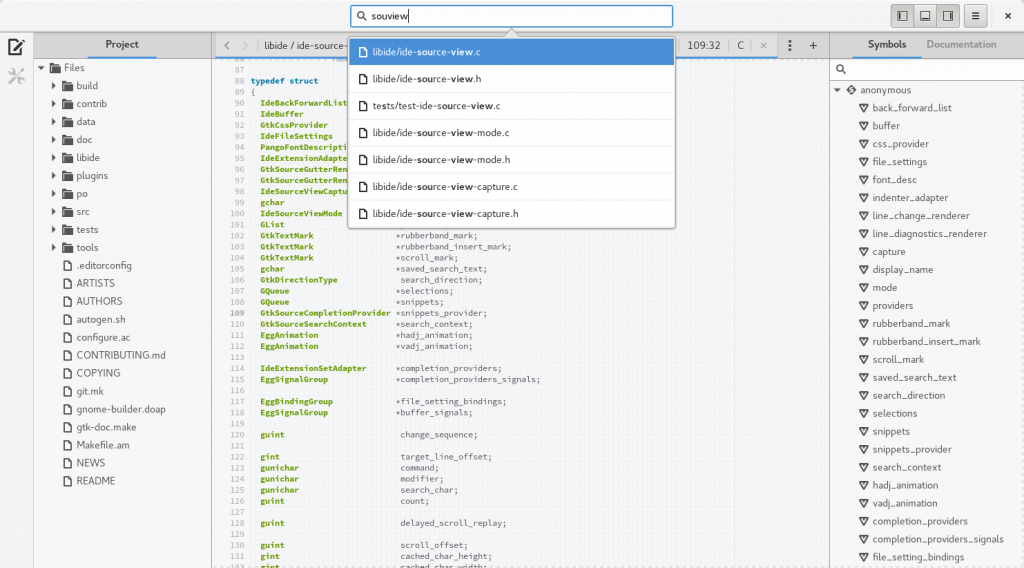 souview
libide/ide-source-view.c
libide/ide-source-view.h
tests/test-ide-source-view.c
libide/ide-source-view-mode.c
libide/ide-source-view-mode.h
libide/ide-source-view-capture.c
libide/ide-source-view-capture.h
Project
Files
build
contrib
data
doc
libide
plugins
po
src
tests
tools
.editorconfig
ARTISTS
AUTHORS
autogen.sh
configure.ac
CONTRIBUTING.md
COPYING
git.mk
gnome-builder.doap
gtk-doc.make
Makefile.am
NEWS
README
libide / ide-source-
109:32
C
87
88 typedef struct
89 {
90 IdeBackForwardList
91 IdeBuffer
92 GtkCssProvider
93 IdeFileSettings
94 PangoFontDescripti
95 IdeExtensionAdapte
96 GtkSourceGutterRen
97 GtkSourceGutterRen
98 IdeSourceViewCaptu
99 gchar
100 IdeSourceViewMode
101 GList
102 GtkTextMark *rubberband_mark;
103 GtkTextMark *rubberband_insert_mark;
104 GtkTextMark *scroll_mark;
105 gchar *saved_search_text;
106 GtkDirectionType search_direction;
107 GQueue *selections;
108 GQueue *snippets;
109 GtkSourceCompletionProvider *snippets_provider;
110 GtkSourceSearchContext *search_context;
111 EggAnimation *hadj_animation;
112 EggAnimation *vadj_animation;
113
114 IdeExtensionSetAdapter *completion_providers;
115 EggSignalGroup *completion_providers_signals;
116
117 EggBindingGroup *file_setting_bindings;
118 EggSignalGroup *buffer_signals;
119
120 guint change_sequence;
121
122 gint target_line_offset;
123 gunichar command;
124 gunichar modifier;
125 gunichar search_char;
126 guint count;
127
128 guint delayed_scroll_replay;
129
130 guint scroll_offset;
131 gint cached_char_height;
Symbols
Documentation
anonymous
back_forward_list
buffer
css_provider
file_settings
font_desc
indenter_adapter
line_change_renderer
line_diagnostics_renderer
capture
display_name
mode
providers
rubberband_mark
rubberband_insert_mark
scroll_mark
saved_search_text
search_direction
selections
snippets
snippets_provider
search_context
hadj_animation
vadj_animation
completion_providers
completion_providers_signals
file_setting_bindings